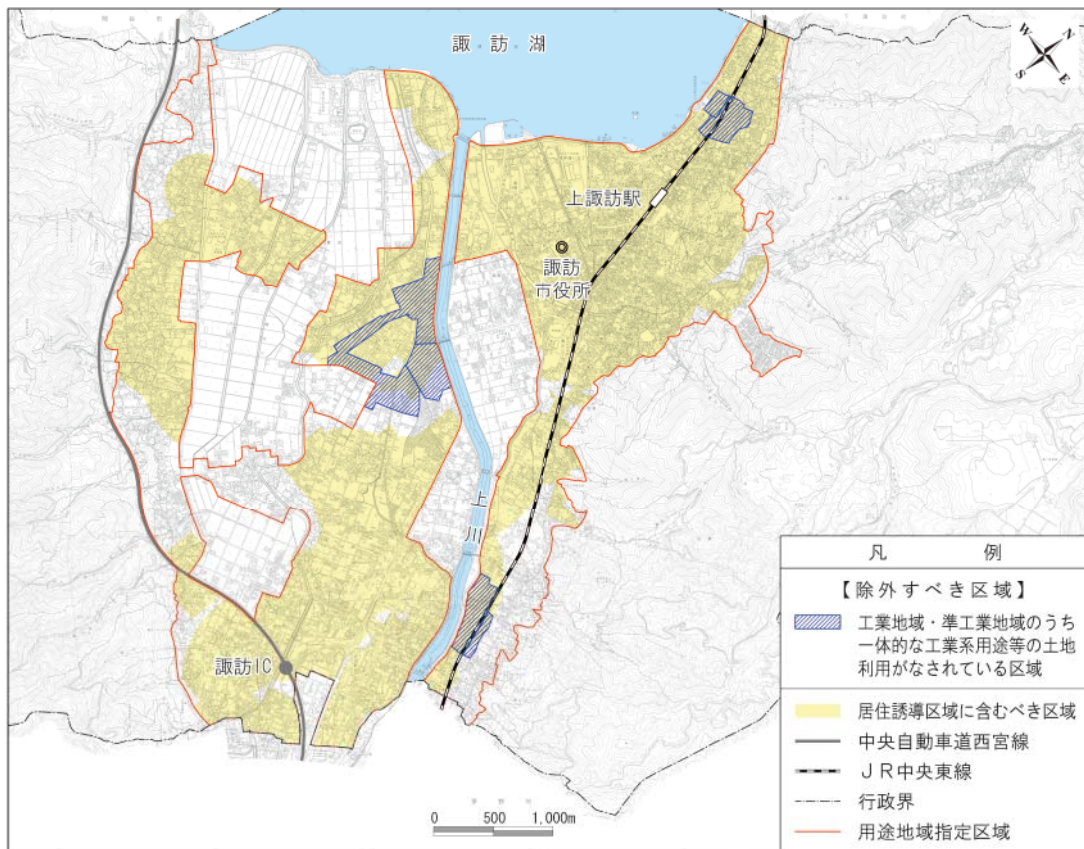 諏訪湖
W
N
S
E
上諏訪駅
諏訪
市役所
上川
諏訪IC
凡 例
【除外すべき区域】
工業地域・準工業地域のうち
一体的な工業系用途等の土地
利用がなされている区域
居住誘導区域に含むべき区域
中央自動車道西宮線
JR中央東線
行政界
用途地域指定区域
0 500 1,000m